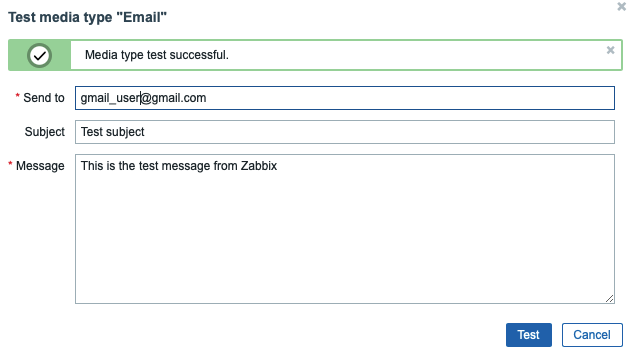 Test media type "Email"
Media type test successful.
* Send to gmail_user@gmail.com
Subject Test subject
* Message This is the test message from Zabbix
Test Cancel